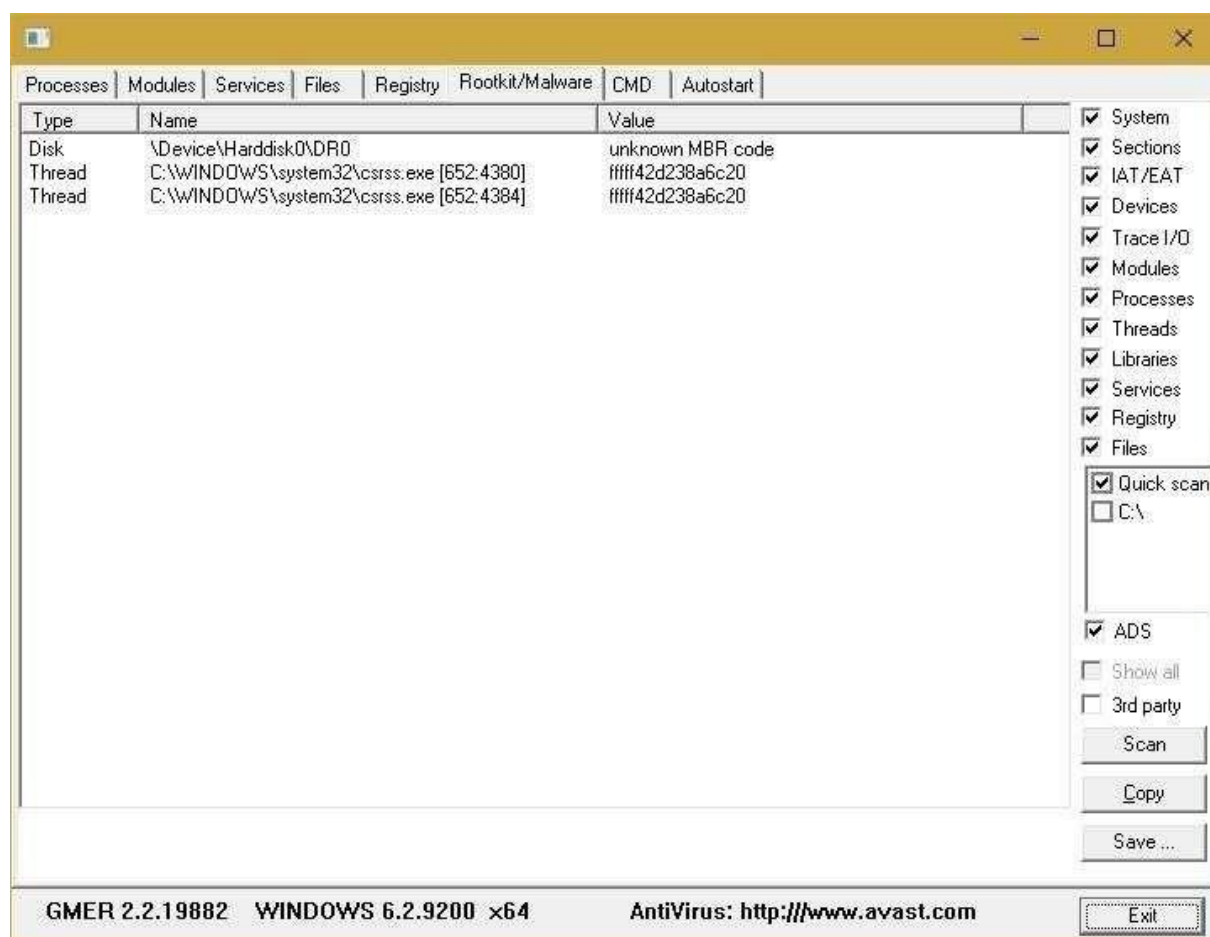 Processes Modules Services Files Registry Rootkit/Malware CMD Autostart
Type Name Value
Disk \Device\Harddisk0\DR0 unknown MBR code
Thread C:\WINDOWS\system32\csrss.exe [652:4380] fffff42d238a6c20
Thread C:\WINDOWS\system32\csrss.exe [652:4384] fffff42d238a6c20
System
Sections
IAT/EAT
Devices
Trace I/O
Modules
Processes
Threads
Libraries
Services
Registry
Files
Quick scan
C:\
ADS
Show all
3rd party
Scan
Copy
Save ...
GMER 2.2.19882 WINDOWS 6.2.9200 x64 AntiVirus: http:///www.avast.com Exit